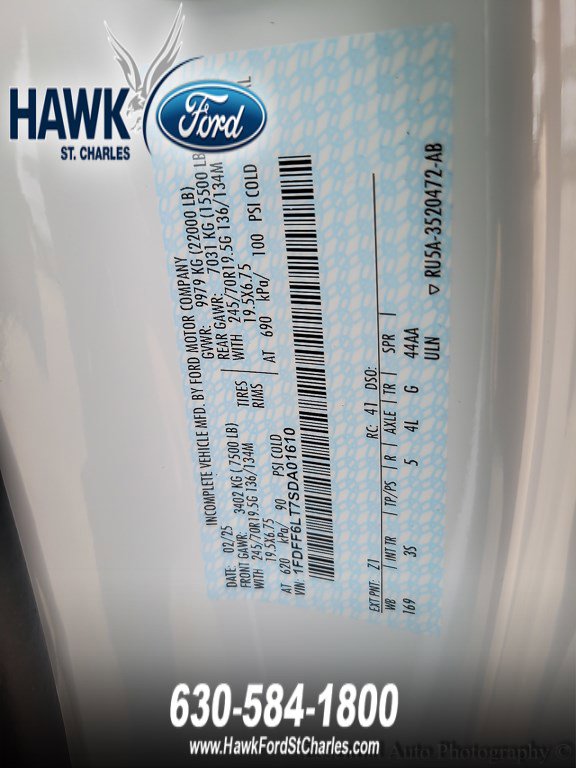 HAWK
ST. CHARLES
Ford
INCOMPLETE VEHICLE MFD. BY FORD MOTOR COMPANY
DATE: 02/25 GVWR: 9979 KG (22000 LB)
FRONT GAWR: 3402 KG (7500 LB) REAR GAWR: 7031 KG (15500 LB
WITH 245/70R19.5G 136/134M TIRES WITH 245/70R19.5G 136/134M
19.5X6.75 RIMS 19.5X6.75
AT 620 kPa/ 90 PSI COLD AT 690 kPa/ 100 PSI COLD
VIN: 1FDFF6LT7SDA01610
EXT PNT: Z1 RC: 41 DSO:
WB INT TR TP/PS R AXLE TR SPR
169 3S 5 4L G 44AA
ULN
▽ RU5A-3520472-AB
630-584-1800
www.HawkFordStCharles.com
Auto Photography ©